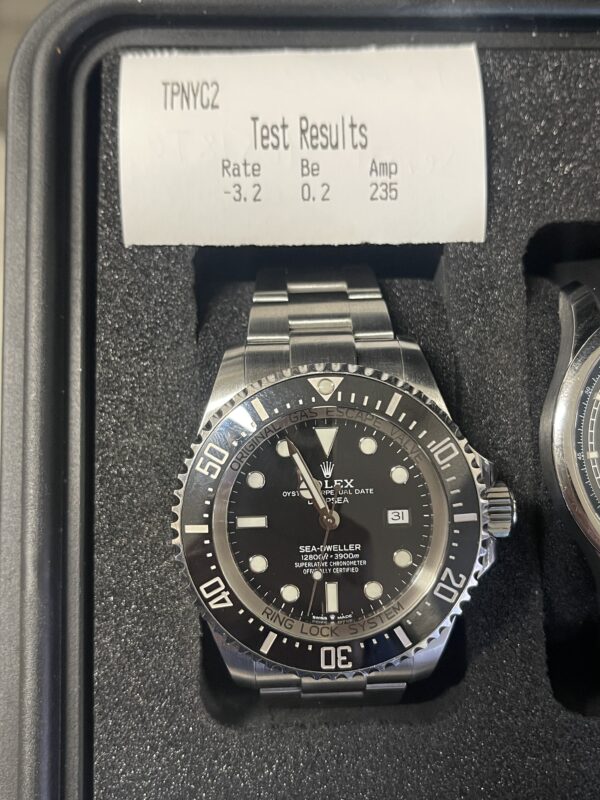 TPNYC2
Test Results
Rate Be Amp
-3.2 0.2 235
ORIGINAL GAS ESCAPE VALVE
10
20
30
40
50
ROLEX
OYSTER PERPETUAL DATE
DEEPSEA
31
SEA-DWELLER
12800ft = 3900m
SUPERLATIVE CHRONOMETER
OFFICIALLY CERTIFIED
SWISS MADE
RING LOCK SYSTEM